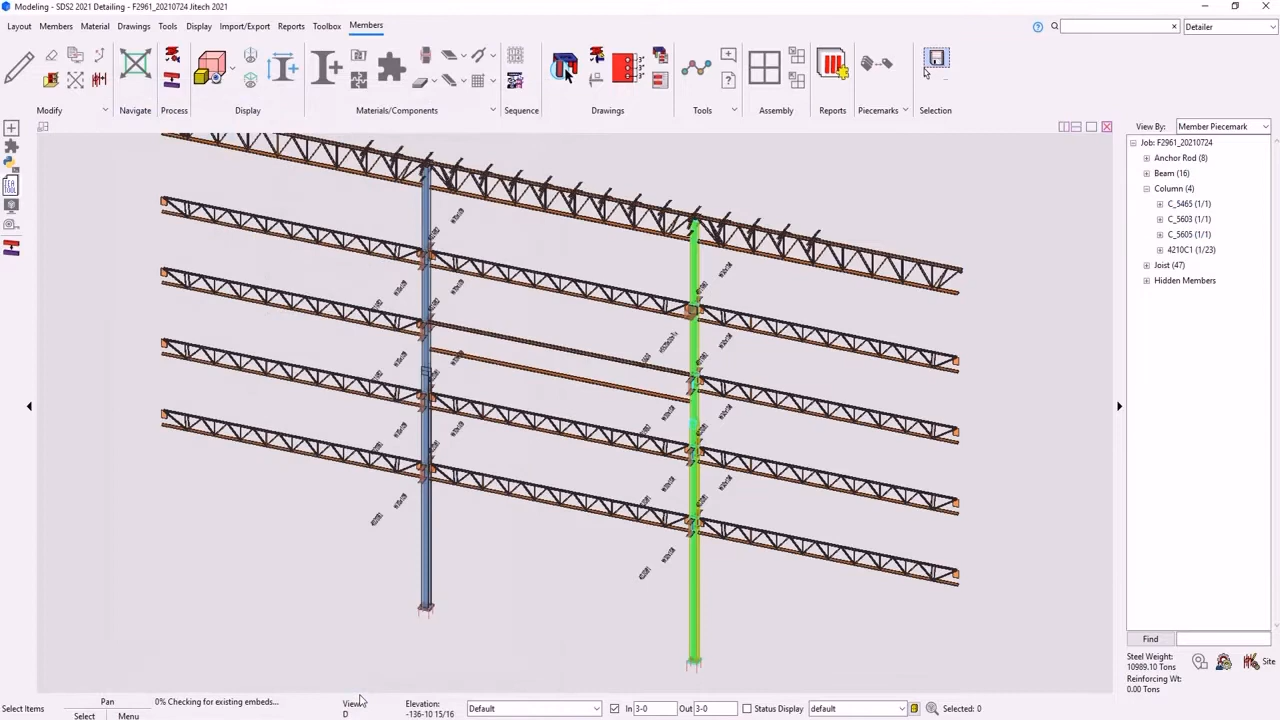 Modeling - SDS2 2021 Detailing - F2961_20210724 Jitech 2021
Layout Members Material Drawings Tools Display Import/Export Reports Toolbox Members
Detailer
Modify Navigate Process Display Materials/Components Sequence Drawings Tools Assembly Reports Piecemarks Selection
View By: Member Piecemark
Job: F2961_20210724
Anchor Rod (8)
Beam (16)
Column (4)
C_5465 (1/1)
C_5603 (1/1)
C_5605 (1/1)
4210C1 (1/23)
Joist (47)
Hidden Members
Find
Steel Weight:
10989.10 Tons
Reinforcing Wt:
0.00 Tons
Site
Select Items
Pan
Select Menu
0% Checking for existing embeds...
View:
D
Elevation:
-136-10 15/16
Default
In 3-0 Out 3-0 Status Display default Selected: 0